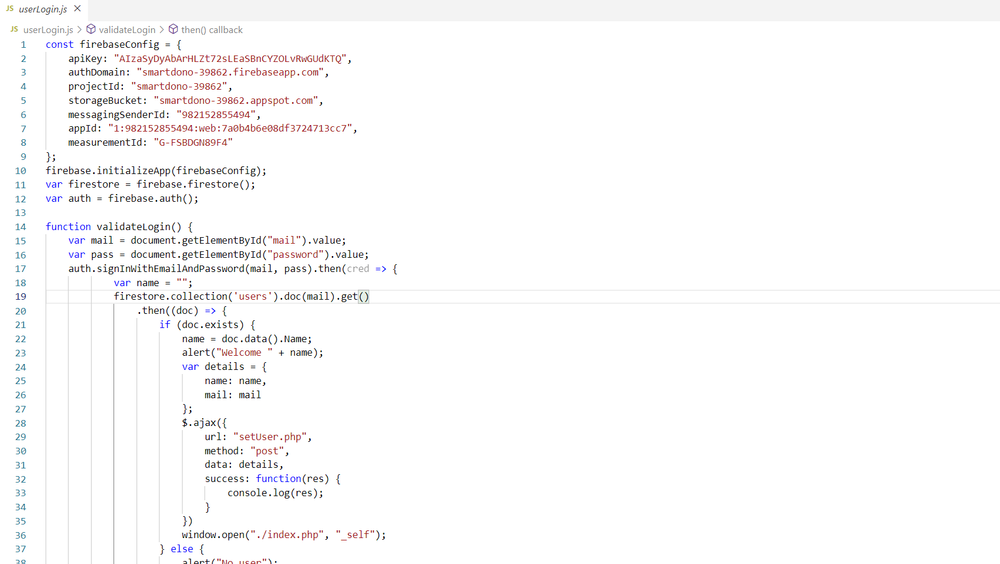 JS userLogin.js ×
JS userLogin.js > validateLogin > then() callback
1 const firebaseConfig = {
2 apiKey: "AIzaSyDyAbArHLZt72sLEaSBnCYZOLvRwGUdKTQ",
3 authDomain: "smartdono-39862.firebaseapp.com",
4 projectId: "smartdono-39862",
5 storageBucket: "smartdono-39862.appspot.com",
6 messagingSenderId: "982152855494",
7 appId: "1:982152855494:web:7a0b4b6e08df3724713cc7",
8 measurementId: "G-FSBDGN89F4"
9 };
10 firebase.initializeApp(firebaseConfig);
11 var firestore = firebase.firestore();
12 var auth = firebase.auth();
13
14 function validateLogin() {
15 var mail = document.getElementById("mail").value;
16 var pass = document.getElementById("password").value;
17 auth.signInWithEmailAndPassword(mail, pass).then(cred => {
18 var name = "";
19 firestore.collection('users').doc(mail).get()
20 .then((doc) => {
21 if (doc.exists) {
22 name = doc.data().Name;
23 alert("Welcome " + name);
24 var details = {
25 name: name,
26 mail: mail
27 };
28 $.ajax({
29 url: "setUser.php",
30 method: "post",
31 data: details,
32 success: function(res) {
33 console.log(res);
34 }
35 })
36 window.open("./index.php", "_self");
37 } else {
38 alert("No user");